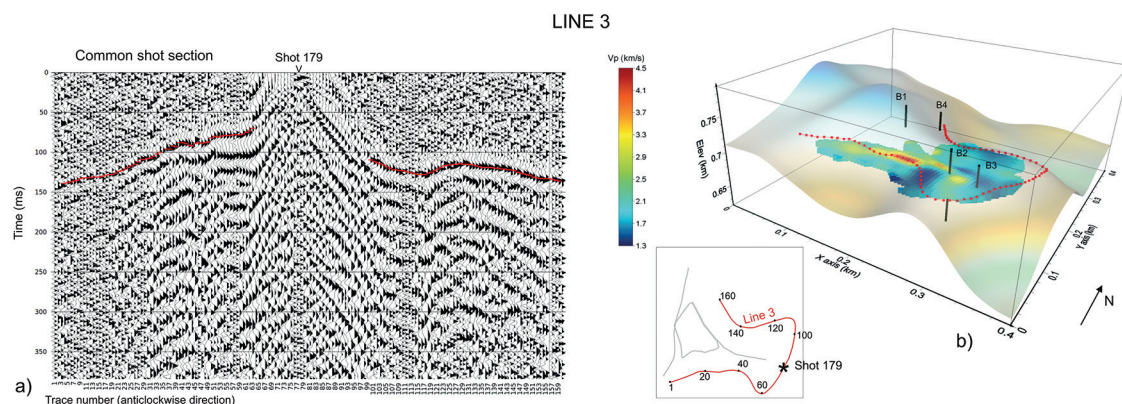 LINE 3
Common shot section
Shot 179
Time (ms)
0
50
100
150
200
250
300
350
a)
Trace number (anticlockwise direction)
Vp (km/s)
4.5
4.1
3.7
3.3
2.9
2.5
2.1
1.7
1.3
B1
B4
B2
B3
Elev (km)
0.75
0.7
0.65
0
0.1
0.2
0.3
0.4
X axis (km)
0
0.1
0.2
0.3
Y axis (km)
N
b)
160
Line 3
140
120
100
Shot 179
1
20
40
60